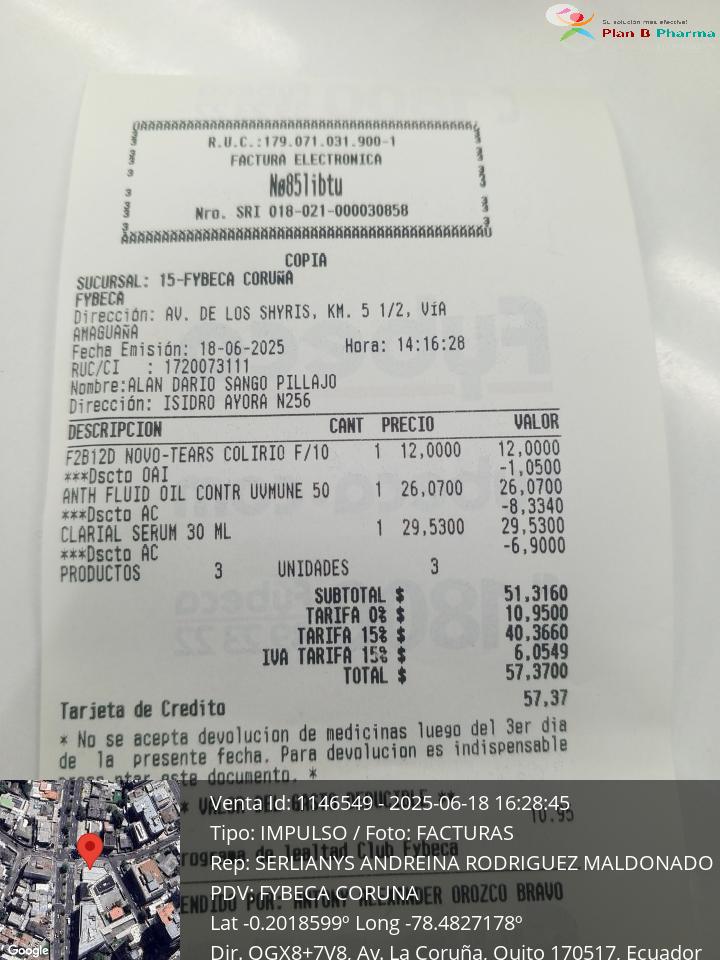 Su solución más efectiva!
Plan B Pharma
R.U.C.:179.071.031.900-1
FACTURA ELECTRONICA
Nø85libtu
Nro. SRI 018-021-000030858
COPIA
SUCURSAL: 15-FYBECA CORUÑA
FYBECA
Dirección: AV. DE LOS SHYRIS, KM. 5 1/2, VíA
AMAGUAÑA
Fecha Emisión: 18-06-2025 Hora: 14:16:28
RUC/CI : 1720073111
Nombre:ALAN DARIO SANGO PILLAJO
Dirección: ISIDRO AYORA N256
DESCRIPCION CANT PRECIO VALOR
F2B12D NOVO-TEARS COLIRIO F/10 1 12,0000 12,0000
***Dscto OAI -1,0500
ANTH FLUID OIL CONTR UVMUNE 50 1 26,0700 26,0700
***Dscto AC -8,3340
CLARIAL SERUM 30 ML 1 29,5300 29,5300
***Dscto AC -6,9000
PRODUCTOS 3 UNIDADES 3
SUBTOTAL $ 51,3160
TARIFA 0% $ 10,9500
TARIFA 15% $ 40,3660
IVA TARIFA 15% $ 6,0549
TOTAL $ 57,3700
Tarjeta de Credito 57,37
* No se acepta devolucion de medicinas luego del 3er dia
de la presente fecha. Para devolucion es indispensable
este documento. *
10.95
Venta Id: 1146549 - 2025-06-18 16:28:45
Tipo: IMPULSO / Foto: FACTURAS
Club Fybeca
Rep: SERLIANYS ANDREINA RODRIGUEZ MALDONADO
PDV: FYBECA CORUNA
OROZCO BRAVO
Lat -0.2018599º Long -78.4827178º
Dir. QGX8+7V8, Av. La Coruña, Quito 170517, Ecuador
Google